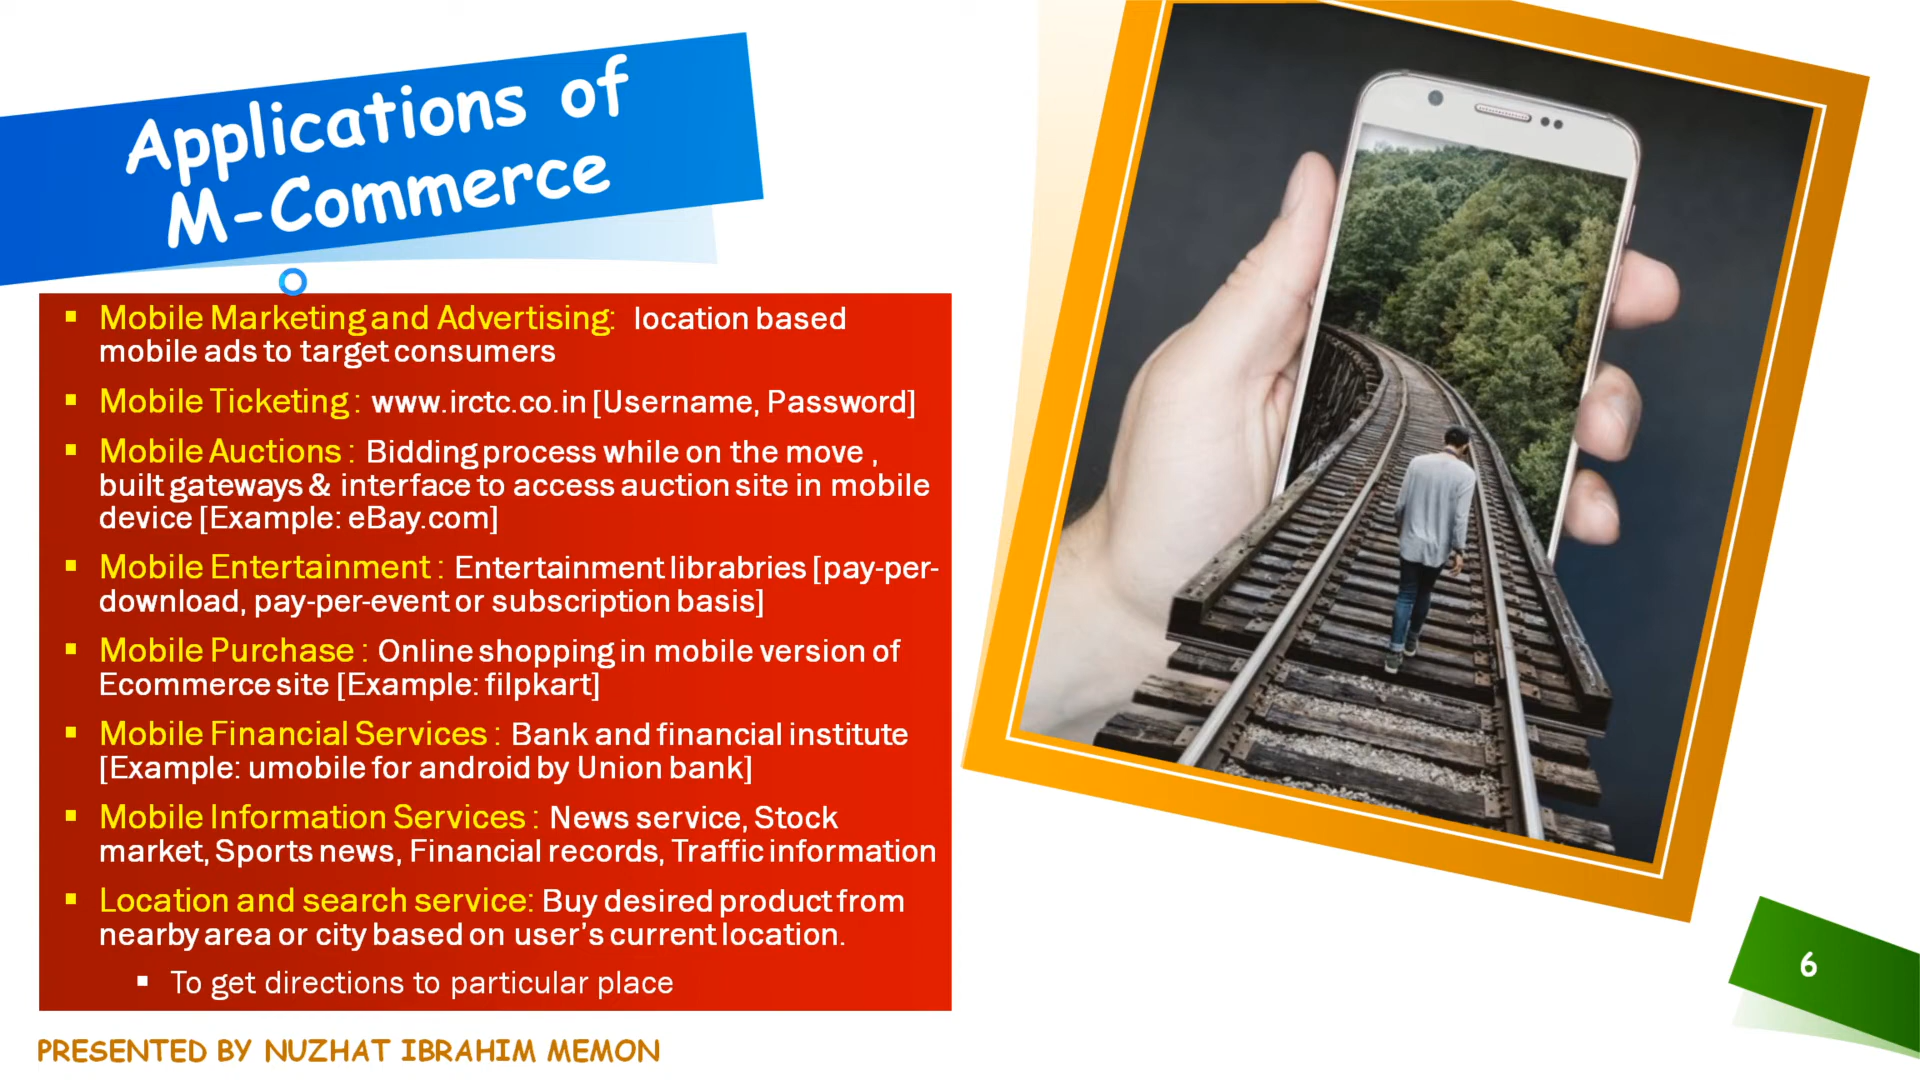 Applications of
M-Commerce
▪ Mobile Marketing and Advertising: location based
mobile ads to target consumers
▪ Mobile Ticketing : www.irctc.co.in [Username, Password]
▪ Mobile Auctions : Bidding process while on the move ,
built gateways & interface to access auction site in mobile
device [Example: eBay.com]
▪ Mobile Entertainment : Entertainment librabries [pay-per-
download, pay-per-event or subscription basis]
▪ Mobile Purchase : Online shopping in mobile version of
Ecommerce site [Example: filpkart]
▪ Mobile Financial Services : Bank and financial institute
[Example: umobile for android by Union bank]
▪ Mobile Information Services : News service, Stock
market, Sports news, Financial records, Traffic information
▪ Location and search service: Buy desired product from
nearby area or city based on user's current location.
▪ To get directions to particular place
6
PRESENTED BY NUZHAT IBRAHIM MEMON